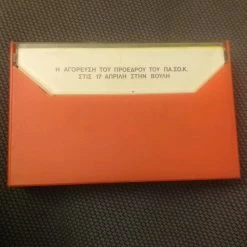 Η ΑΓΟΡΕΥΣΗ ΤΟΥ ΠΡΟΕΔΡΟΥ ΤΟΥ ΠΑ.ΣΟ.Κ.
ΣΤΙΣ 17 ΑΠΡΙΛΗ ΣΤΗΝ ΒΟΥΛΗ